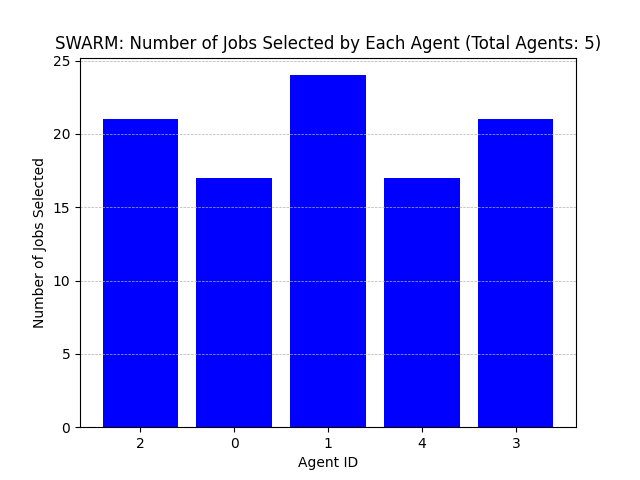 SWARM: Number of Jobs Selected by Each Agent (Total Agents: 5)
25
20
15
10
5
0
Number of Jobs Selected
2 0 1 4 3
Agent ID